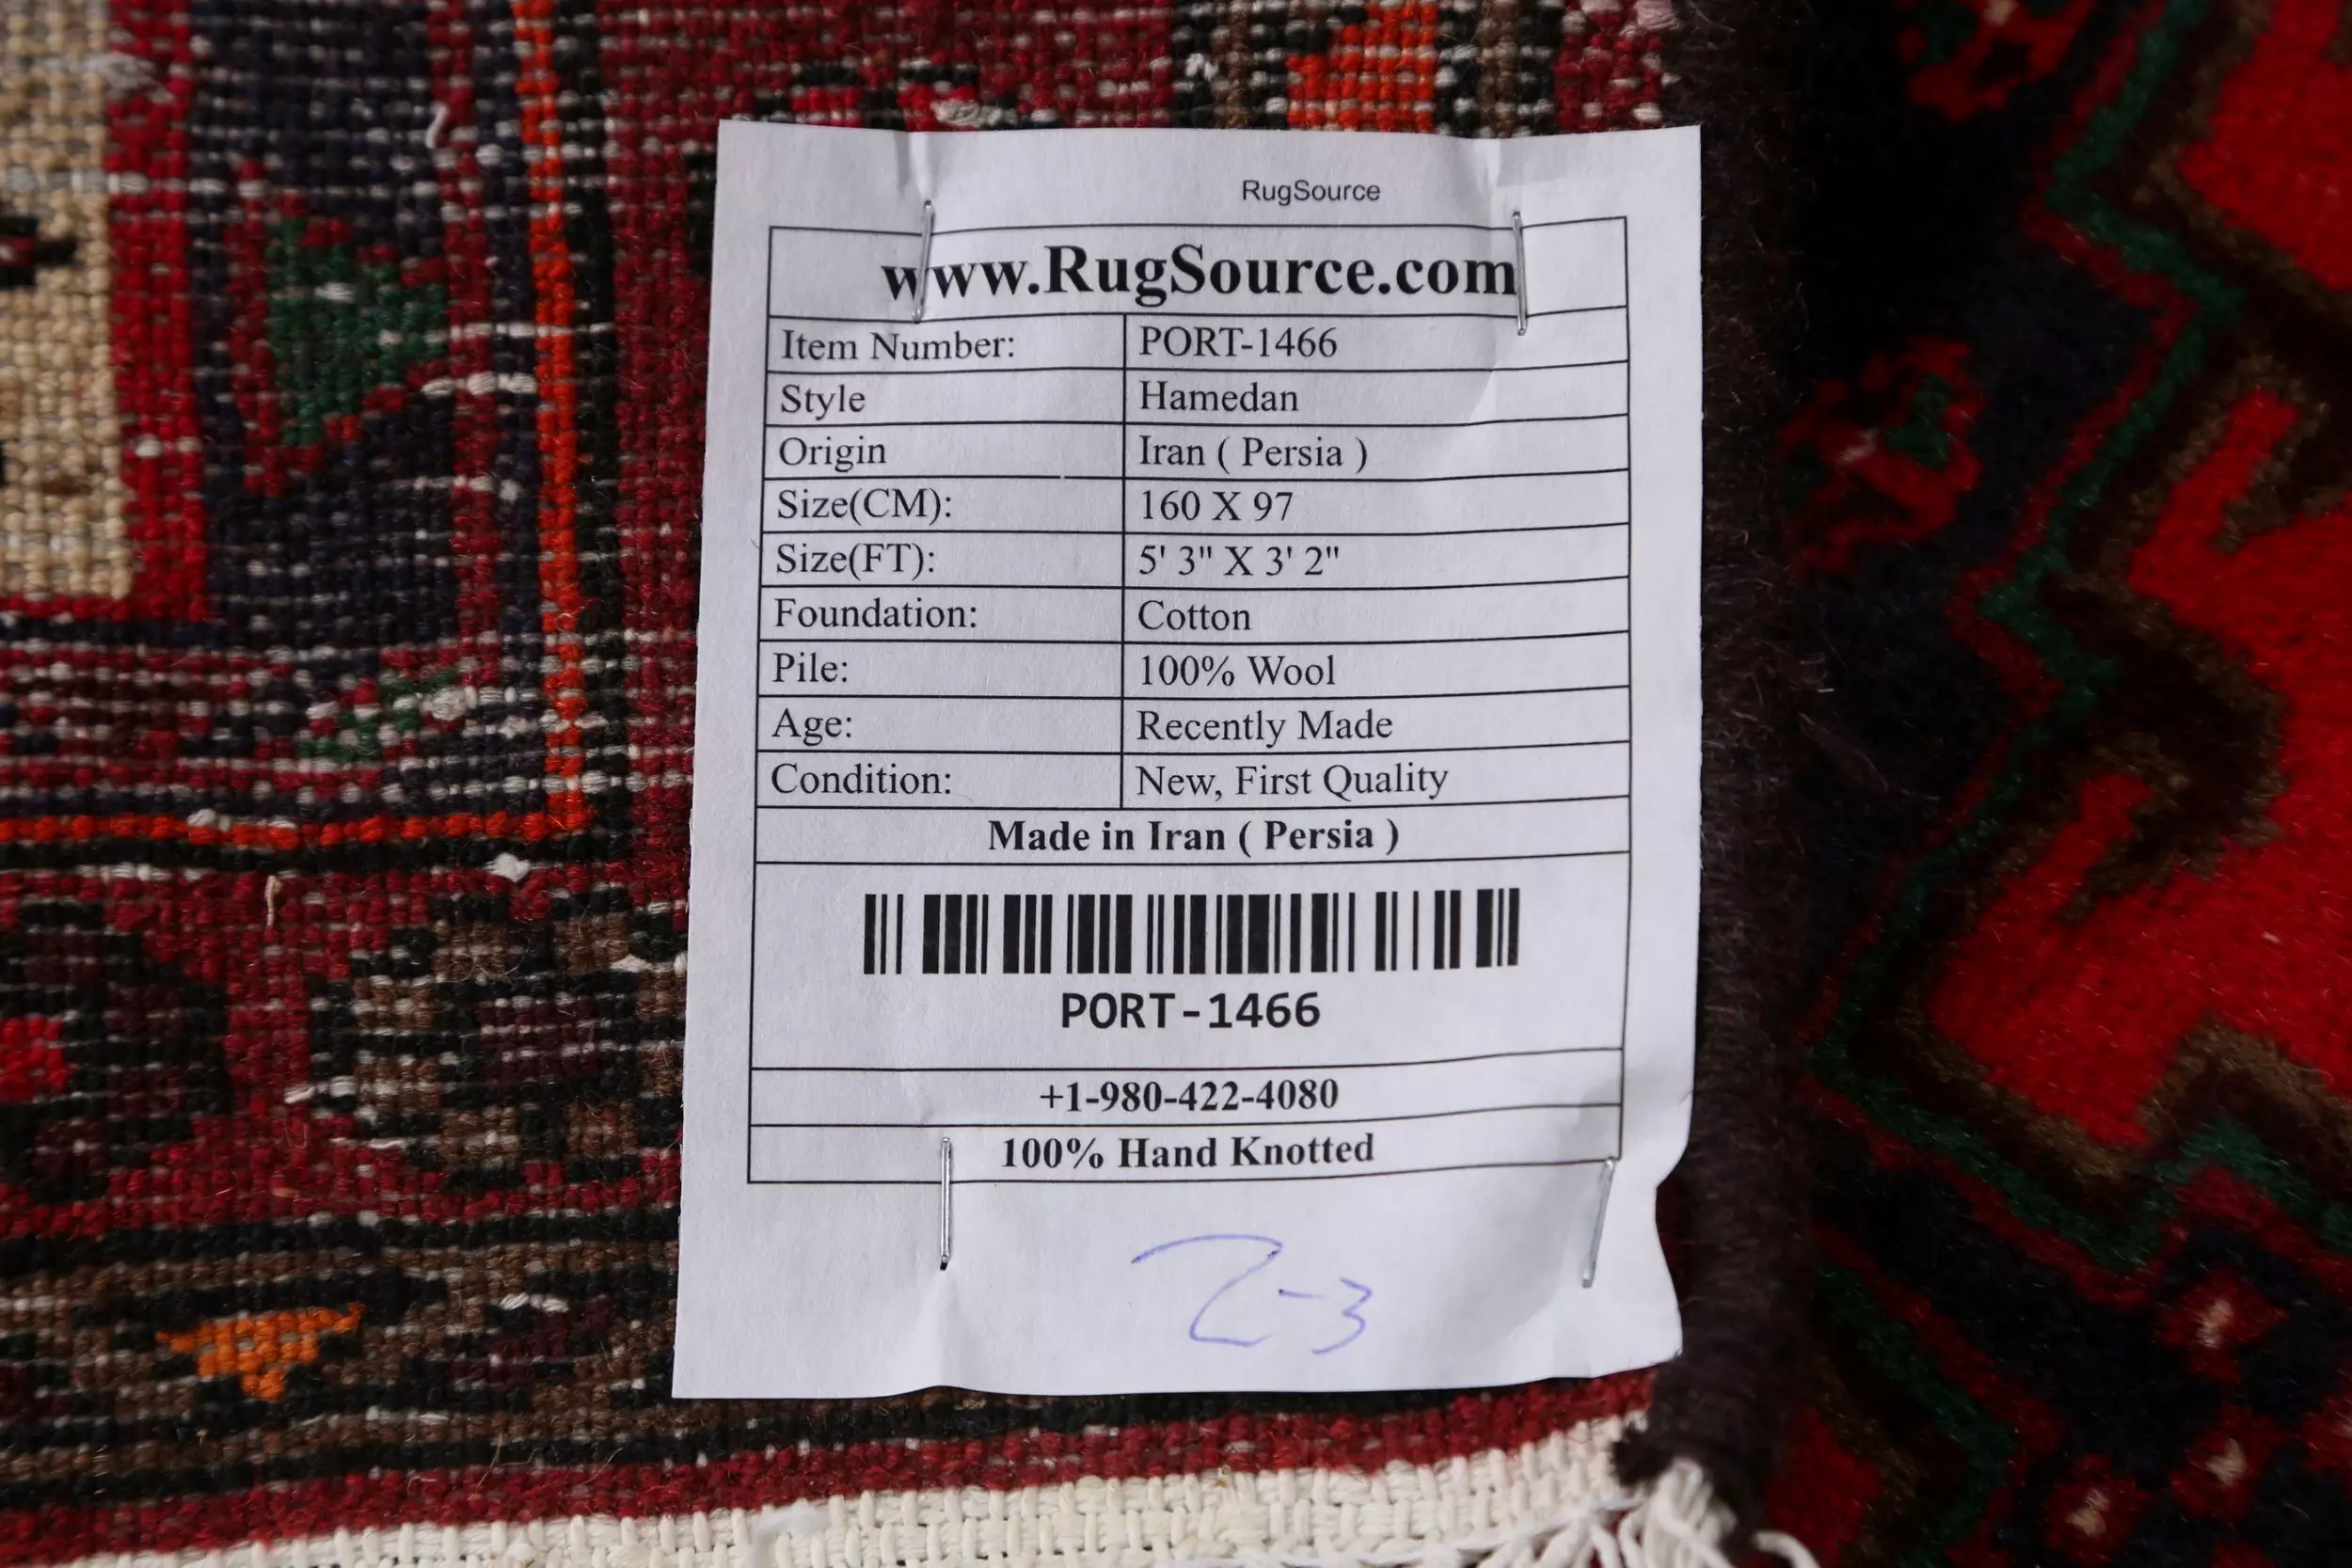 RugSource
www.RugSource.com
Item Number: PORT-1466
Style Hamedan
Origin Iran ( Persia )
Size(CM): 160 X 97
Size(FT): 5' 3" X 3' 2"
Foundation: Cotton
Pile: 100% Wool
Age: Recently Made
Condition: New, First Quality
Made in Iran ( Persia )
PORT-1466
+1-980-422-4080
100% Hand Knotted